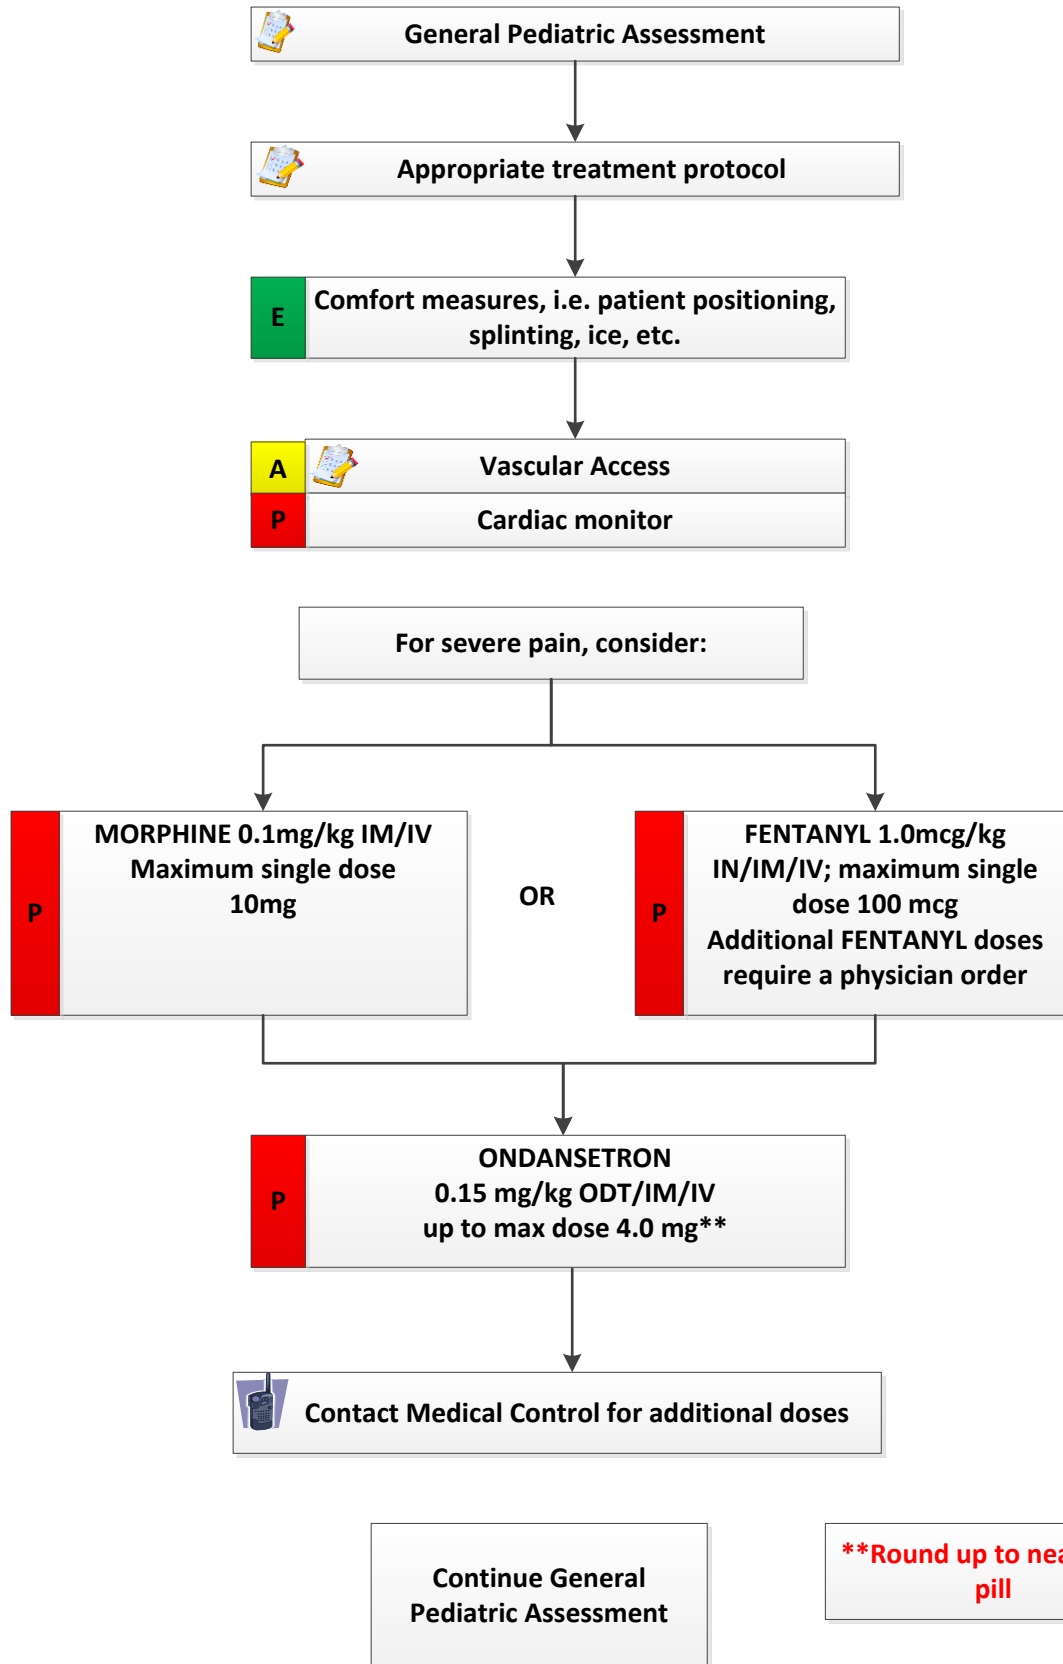 General Pediatric Assessment
Appropriate treatment protocol
E
Comfort measures, i.e. patient positioning,
splinting, ice, etc.
A
Vascular Access
P
Cardiac monitor
For severe pain, consider:
P
MORPHINE 0.1mg/kg IM/IV
Maximum single dose
10mg
OR
P
FENTANYL 1.0mcg/kg
IN/IM/IV; maximum single
dose 100 mcg
Additional FENTANYL doses
require a physician order
P
ONDANSETRON
0.15 mg/kg ODT/IM/IV
up to max dose 4.0 mg**
Contact Medical Control for additional doses
Continue General
Pediatric Assessment
**Round up to
pill